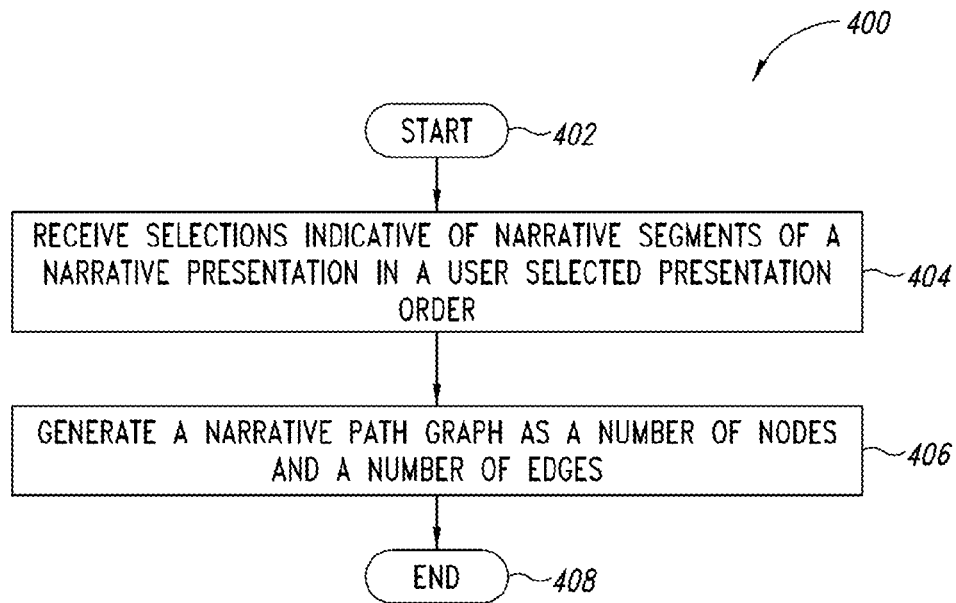 400
START
402
RECEIVE SELECTIONS INDICATIVE OF NARRATIVE SEGMENTS OF A
NARRATIVE PRESENTATION IN A USER SELECTED PRESENTATION
ORDER
404
GENERATE A NARRATIVE PATH GRAPH AS A NUMBER OF NODES
AND A NUMBER OF EDGES
406
END
408